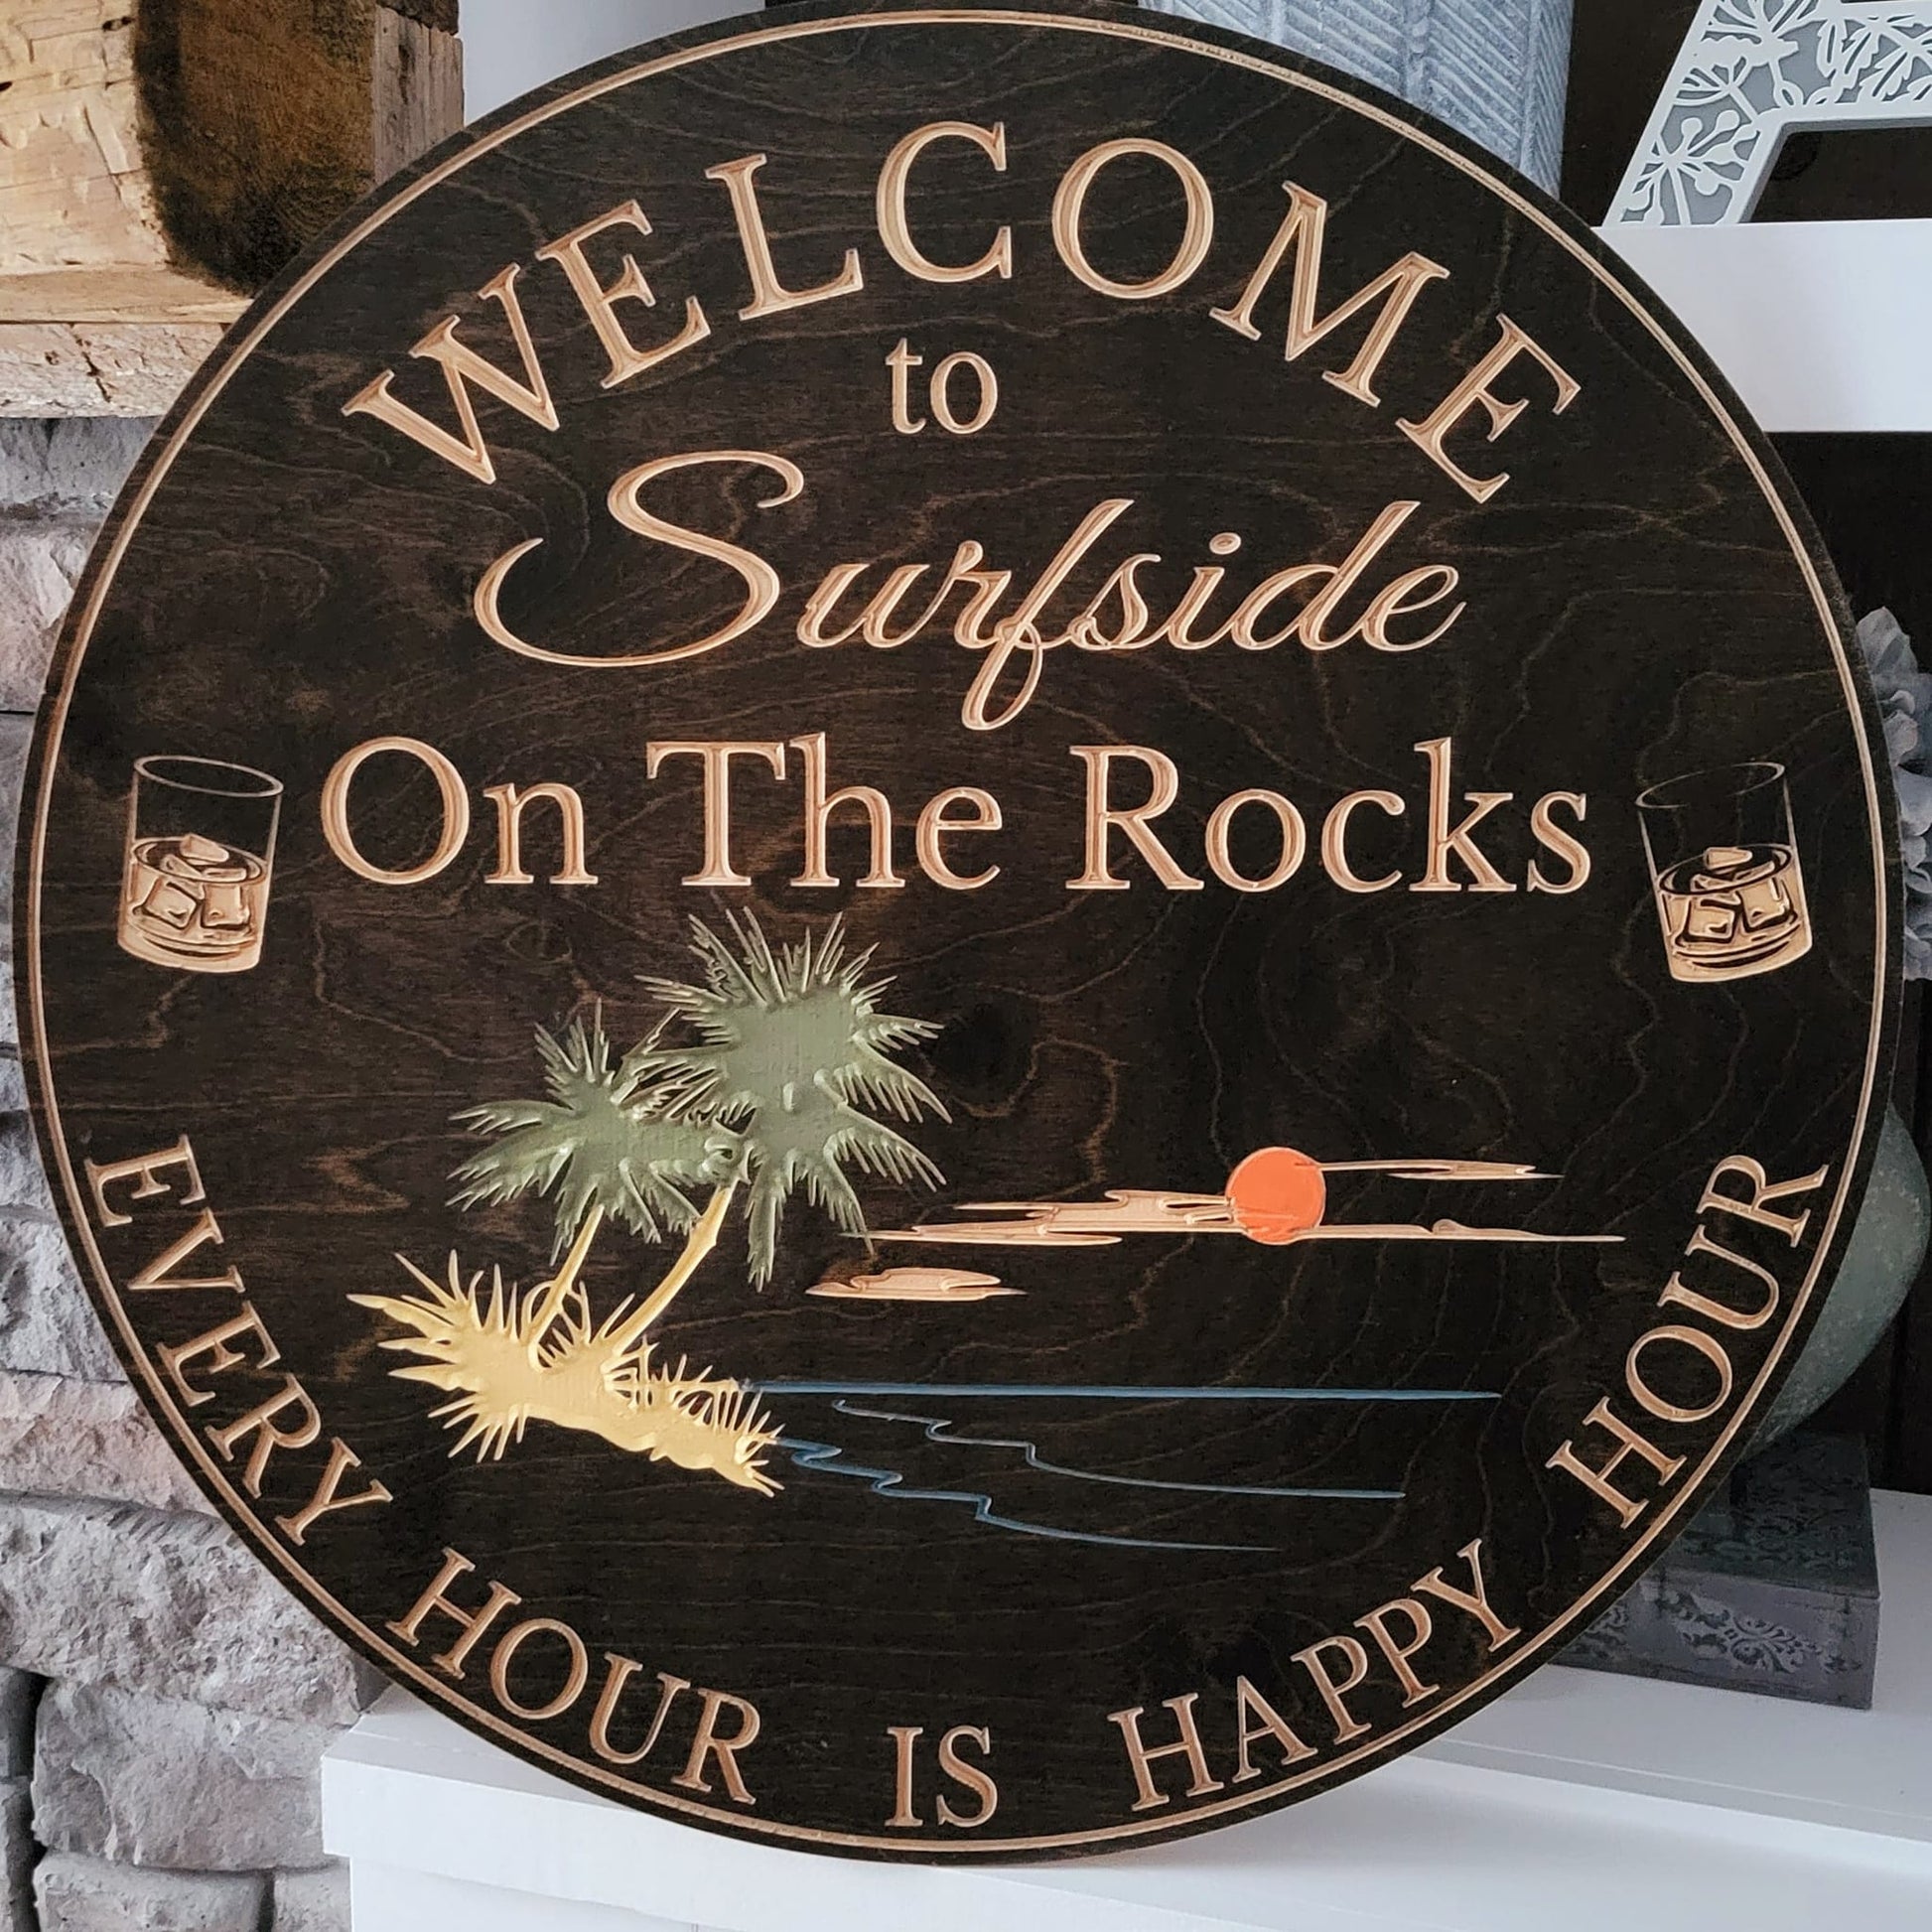 WELCOME
to
Surfside
On The Rocks
EVERY HOUR IS HAPPY HOUR